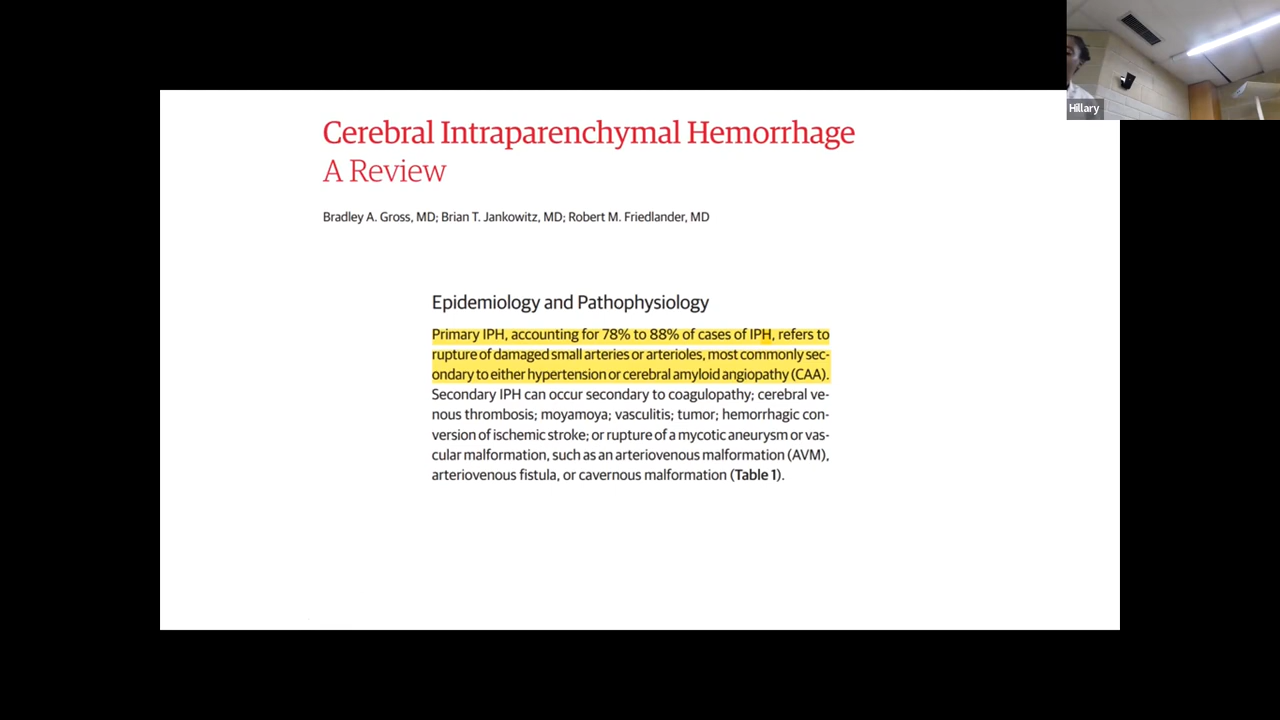 Hillary
Cerebral Intraparenchymal Hemorrhage
A Review
Bradley A. Gross, MD; Brian T. Jankowitz, MD; Robert M. Friedlander, MD
Epidemiology and Pathophysiology
Primary IPH, accounting for 78% to 88% of cases of IPH, refers to
rupture of damaged small arteries or arterioles, most commonly sec-
ondary to either hypertension or cerebral amyloid angiopathy (CAA).
Secondary IPH can occur secondary to coagulopathy; cerebral ve-
nous thrombosis; moyamoya; vasculitis; tumor; hemorrhagic con-
version of ischemic stroke; or rupture of a mycotic aneurysm or vas-
cular malformation, such as an arteriovenous malformation (AVM),
arteriovenous fistula, or cavernous malformation (Table 1).